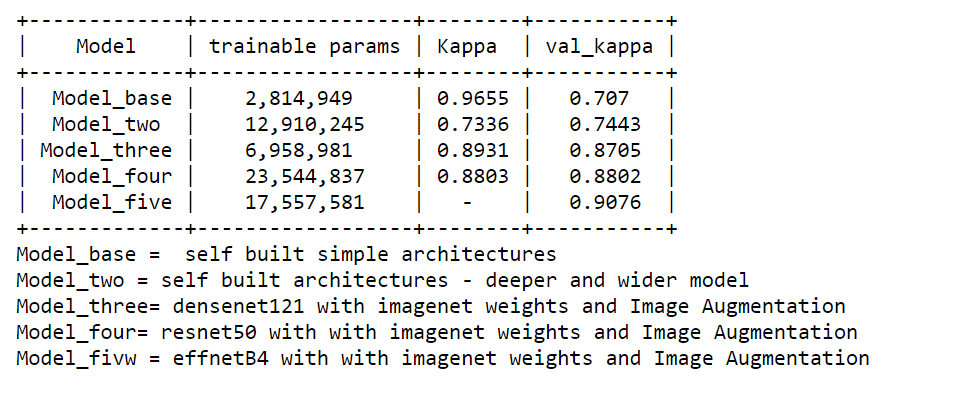 +-------------+------------------+--------+-----------+
|    Model    | trainable params | Kappa  | val_kappa |
+-------------+------------------+--------+-----------+
|  Model_base |    2,814,949     | 0.9655 |   0.707   |
|  Model_two  |    12,910,245    | 0.7336 |   0.7443  |
| Model_three |    6,958,981     | 0.8931 |   0.8705  |
|  Model_four |    23,544,837    | 0.8803 |   0.8802  |
|  Model_five |    17,557,581    |   -    |   0.9076  |
+-------------+------------------+--------+-----------+
Model_base =  self built simple architectures
Model_two = self built architectures - deeper and wider model
Model_three= densenet121 with imagenet weights and Image Augmentation
Model_four= resnet50 with with imagenet weights and Image Augmentation
Model_fivw = effnetB4 with with imagenet weights and Image Augmentation